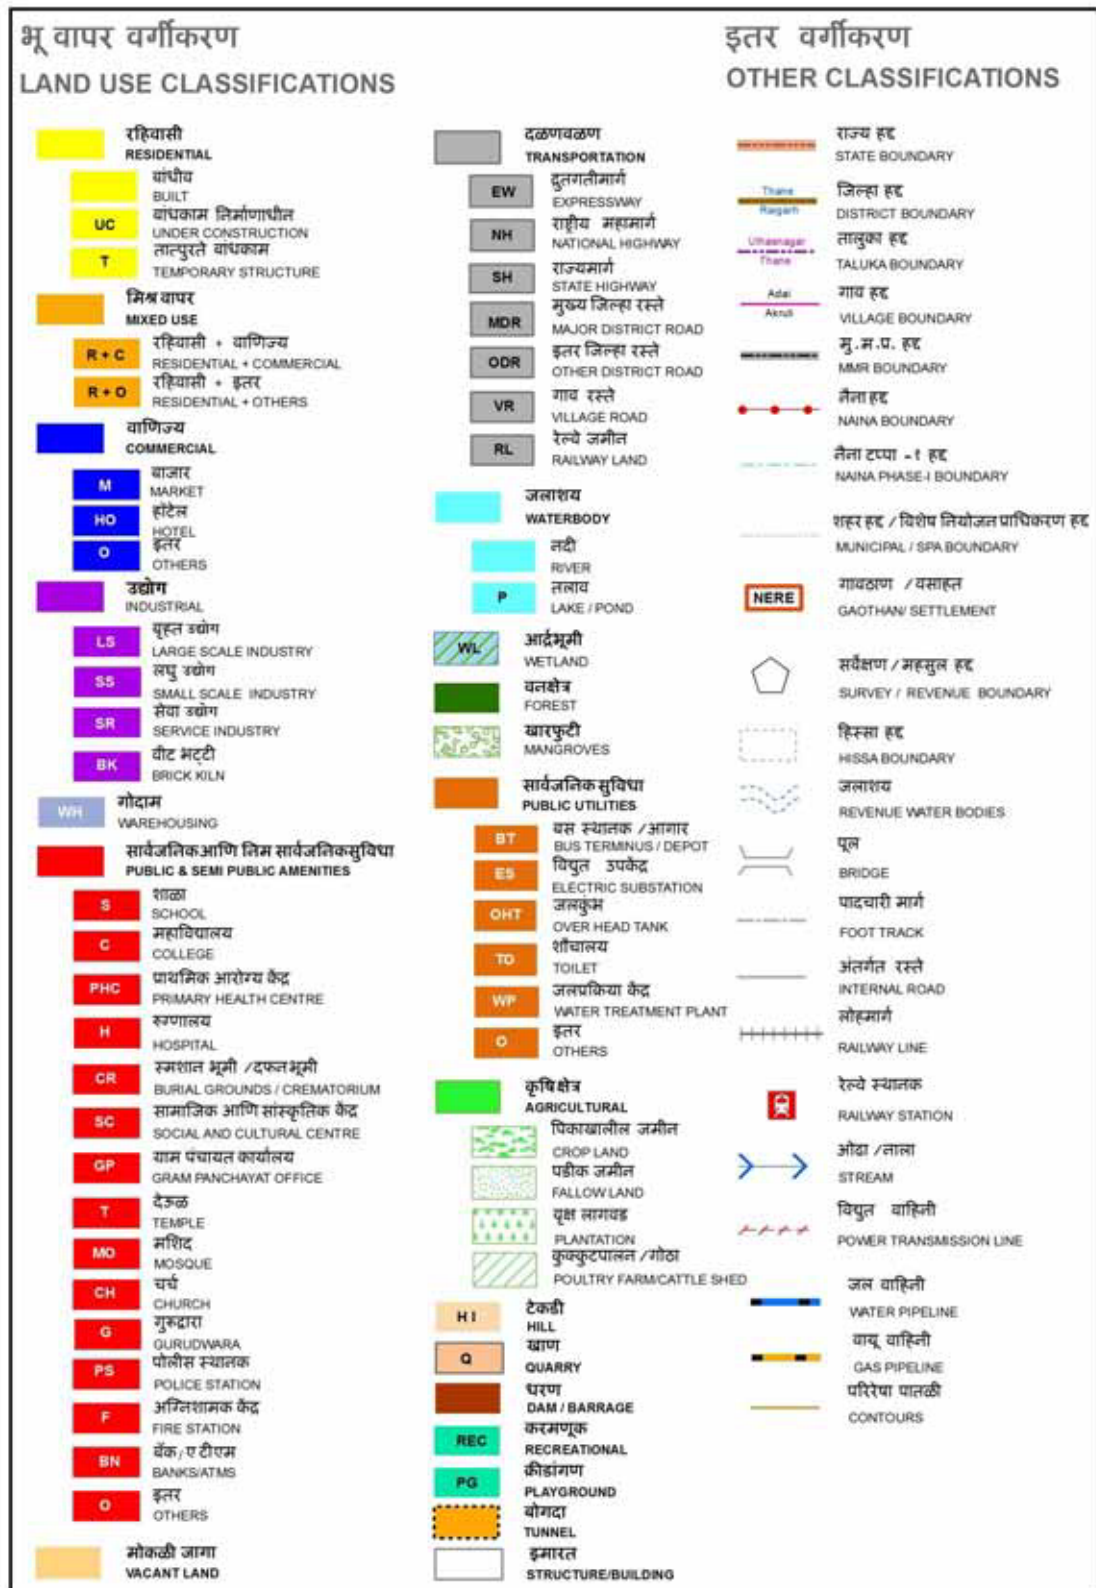 भू वापर वर्गीकरण
LAND USE CLASSIFICATIONS
रहिवासी
RESIDENTIAL
बांधीव
BUILT
UC
बांधकाम निर्माणाधीन
UNDER CONSTRUCTION
T
तात्पुरते बांधकाम
TEMPORARY STRUCTURE
मिश्र वापर
MIXED USE
R + C
रहिवासी + वाणिज्य
RESIDENTIAL + COMMERCIAL
R + O
रहिवासी + इतर
RESIDENTIAL + OTHERS
वाणिज्य
COMMERCIAL
M
बाजार
MARKET
HO
हॉटेल
HOTEL
O
इतर
OTHERS
उद्योग
INDUSTRIAL
LS
बृहत उद्योग
LARGE SCALE INDUSTRY
SS
लघु उद्योग
SMALL SCALE INDUSTRY
SR
सेवा उद्योग
SERVICE INDUSTRY
BK
वीट भट्टी
BRICK KILN
WH
गोदाम
WAREHOUSING
सार्वजनिक आणि निम सार्वजनिक सुविधा
PUBLIC & SEMI PUBLIC AMENITIES
S
शाळा
SCHOOL
C
महाविद्यालय
COLLEGE
PHC
प्राथमिक आरोग्य केंद्र
PRIMARY HEALTH CENTRE
H
रुग्णालय
HOSPITAL
CR
स्मशान भूमी / दफनभूमी
BURIAL GROUNDS / CREMATORIUM
SC
सामाजिक आणि सांस्कृतिक केंद्र
SOCIAL AND CULTURAL CENTRE
GP
ग्राम पंचायत कार्यालय
GRAM PANCHAYAT OFFICE
T
देऊळ
TEMPLE
MO
मशिद
MOSQUE
CH
चर्च
CHURCH
G
गुरुद्वारा
GURUDWARA
PS
पोलीस स्थानक
POLICE STATION
F
अग्निशामक केंद्र
FIRE STATION
BN
बँक / ए टीएम
BANKS/ATMS
O
इतर
OTHERS
मोकळी जागा
VACANT LAND
दळणवळण
TRANSPORTATION
EW
द्रुतगतीमार्ग
EXPRESSWAY
NH
राष्ट्रीय महामार्ग
NATIONAL HIGHWAY
SH
राज्यमार्ग
STATE HIGHWAY
MDR
मुख्य जिल्हा रस्ते
MAJOR DISTRICT ROAD
ODR
इतर जिल्हा रस्ते
OTHER DISTRICT ROAD
VR
गाव रस्ते
VILLAGE ROAD
RL
रेल्वे जमीन
RAILWAY LAND
जलाशय
WATERBODY
नदी
RIVER
P
तलाव
LAKE / POND
WL
आर्द्रभूमी
WETLAND
वनक्षेत्र
FOREST
खारफुटी
MANGROVES
सार्वजनिक सुविधा
PUBLIC UTILITIES
BT
बस स्थानक / आगार
BUS TERMINUS / DEPOT
ES
विद्युत उपकेंद्र
ELECTRIC SUBSTATION
OHT
जलकुंभ
OVER HEAD TANK
TO
शौचालय
TOILET
WP
जलप्रकिया केंद्र
WATER TREATMENT PLANT
O
इतर
OTHERS
कृषिक्षेत्र
AGRICULTURAL
पिकाखालील जमीन
CROP LAND
पडीक जमीन
FALLOW LAND
वृक्ष लागवड
PLANTATION
कुक्कुटपालन / गोठा
POULTRY FARM/CATTLE SHED
H I
टेकडी
HILL
Q
खाण
QUARRY
धरण
DAM / BARRAGE
REC
करमणूक
RECREATIONAL
PG
क्रीडांगण
PLAYGROUND
बोगदा
TUNNEL
इमारत
STRUCTURE/BUILDING
इतर वर्गीकरण
OTHER CLASSIFICATIONS
राज्य हद्द
STATE BOUNDARY
Thane
Raigarh
जिल्हा हद्द
DISTRICT BOUNDARY
Ulhasnagar
Thane
तालुका हद्द
TALUKA BOUNDARY
Adai
Akruli
गाव हद्द
VILLAGE BOUNDARY
मु.म.प्र. हद्द
MMR BOUNDARY
नैना हद्द
NAINA BOUNDARY
नैना टप्पा -१ हद्द
NAINA PHASE-I BOUNDARY
शहर हद्द / विशेष नियोजन प्राधिकरण हद्द
MUNICIPAL / SPA BOUNDARY
NERE
गावठाण / वसाहत
GAOTHAN/ SETTLEMENT
सर्वेक्षण / महसुल हद्द
SURVEY / REVENUE BOUNDARY
हिस्सा हद्द
HISSA BOUNDARY
जलाशय
REVENUE WATER BODIES
पूल
BRIDGE
पादचारी मार्ग
FOOT TRACK
अंतर्गत रस्ते
INTERNAL ROAD
लोहमार्ग
RAILWAY LINE
रेल्वे स्थानक
RAILWAY STATION
ओढा / नाला
STREAM
विद्युत वाहिनी
POWER TRANSMISSION LINE
जल वाहिनी
WATER PIPELINE
वायू वाहिनी
GAS PIPELINE
परिरेषा पातळी
CONTOURS